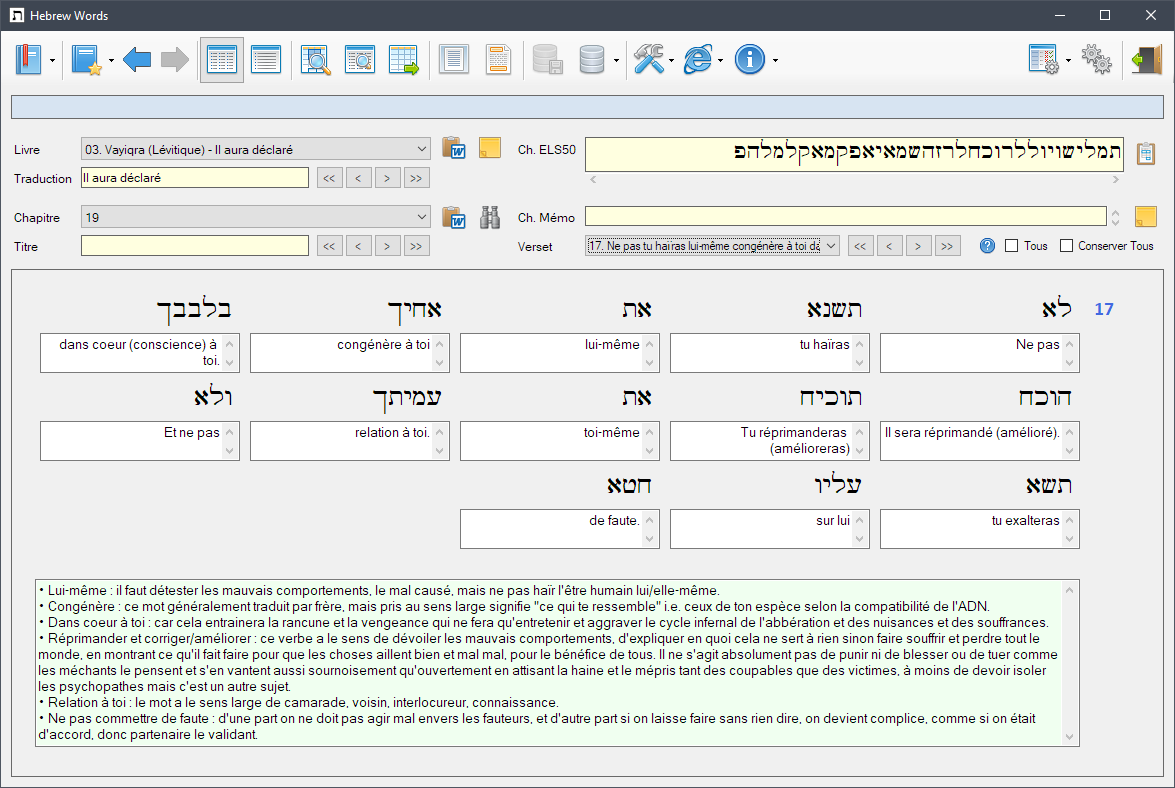 Hebrew Words
Livre
03. Vayiqra (Lévitique) - Il aura déclaré
Ch. ELS50
תמלישויוללרוכחלרזהשמאיאפקמאקלמלהפ
Traduction
Il aura déclaré
<< < > >>
Chapitre
19
Ch. Mémo
Titre
<< < > >>
Verset
17. Ne pas tu haïras lui-même congénère à toi da
<< < > >>
Tous
Conserver Tous
17
לא תשנא את אחיך בלבבך
Ne pas
tu haïras
lui-même
congénère à toi
dans coeur (conscience) à
toi.
הוכח תוכיח את עמיתך ולא
Il sera réprimandé (amélioré).
Tu réprimanderas
(amélioreras)
toi-même
relation à toi.
Et ne pas
תשא עליו חטא
tu exalteras
sur lui
de faute.
• Lui-même : il faut détester les mauvais comportements, le mal causé, mais ne pas haïr l'être humain lui/elle-même.
• Congénère : ce mot généralement traduit par frère, mais pris au sens large signifie "ce qui te ressemble" i.e. ceux de ton espèce selon la compatibilité de l'ADN.
• Dans coeur à toi : car cela entrainera la rancune et la vengeance qui ne fera qu'entretenir et aggraver le cycle infernal de l'abbération et des nuisances et des souffrances.
• Réprimander et corriger/améliorer : ce verbe a le sens de dévoiler les mauvais comportements, d'expliquer en quoi cela ne sert à rien sinon faire souffrir et perdre tout le
monde, en montrant ce qu'il fait faire pour que les choses aillent bien et mal mal, pour le bénéfice de tous. Il ne s'agit absolument pas de punir ni de blesser ou de tuer comme
les méchants le pensent et s'en vantent aussi sournoisement qu'ouvertement en attisant la haine et le mépris tant des coupables que des victimes, à moins de devoir isoler
les psychopathes mais c'est un autre sujet.
• Relation à toi : le mot a le sens large de camarade, voisin, interlocureur, connaissance.
• Ne pas commettre de faute : d'une part on ne doit pas agir mal envers les fauteurs, et d'autre part si on laisse faire sans rien dire, on devient complice, comme si on était
d'accord, donc partenaire le validant.